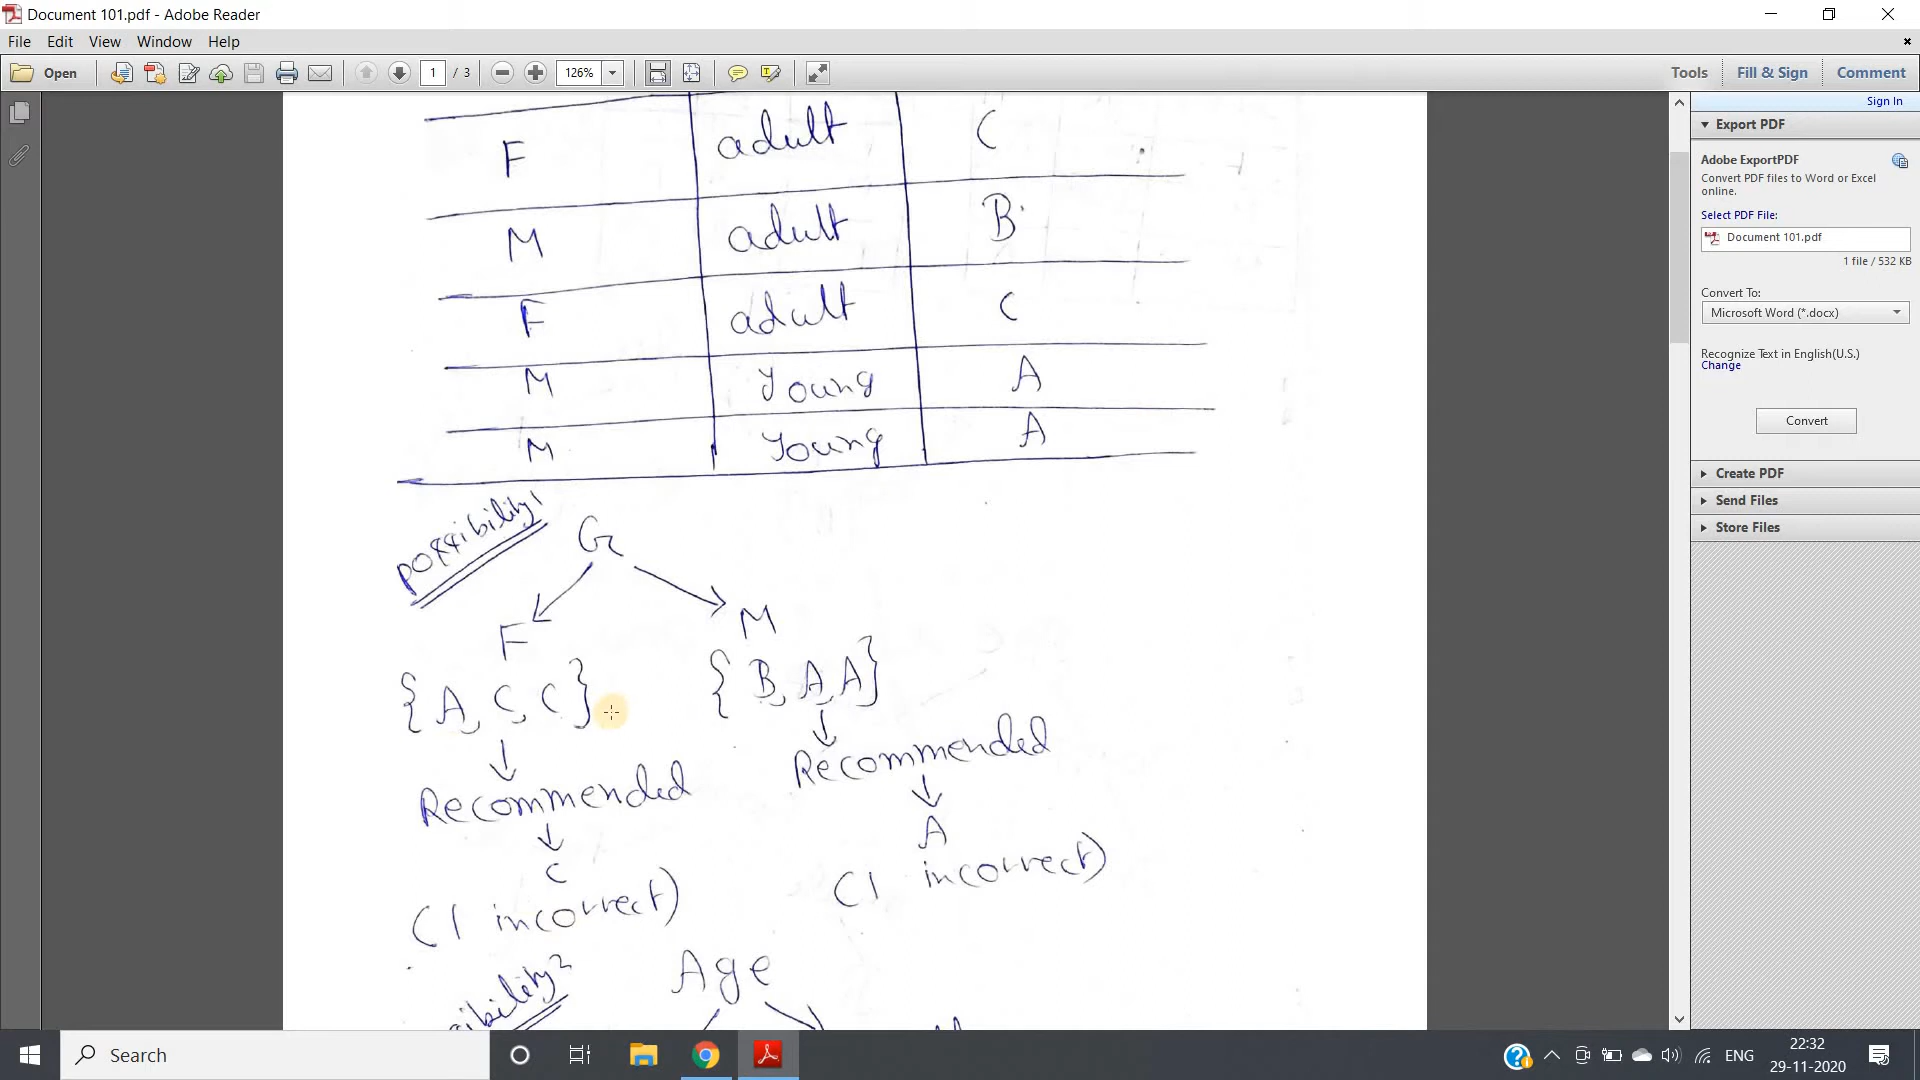 Document 101.pdf - Adobe Reader
File Edit View Window Help
Open 1 / 3 126% Tools Fill & Sign Comment
Sign In
Export PDF
Adobe ExportPDF
Convert PDF files to Word or Excel
online.
Select PDF File:
Document 101.pdf
1 file / 532 KB
Convert To:
Microsoft Word (*.docx)
Recognize Text in English(U.S.)
Change
Convert
Create PDF
Send Files
Store Files
F adult C
M adult B
F adult C
M Young A
M Young A
possibility 1
G
F M
{A, C, C} {B, A, A}
Recommended Recommended
C A
(1 incorrect) (1 incorrect)
Age
Search
ENG
22:32
29-11-2020